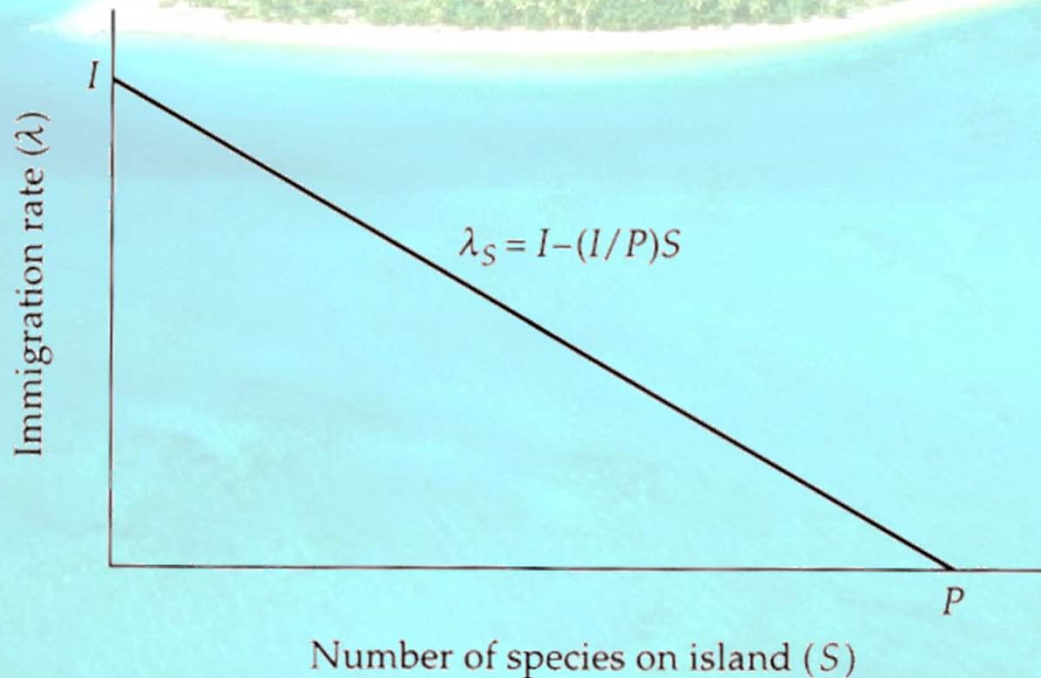 I
Immigration rate (λ)
λS = I–(I/P)S
P
Number of species on island (S)